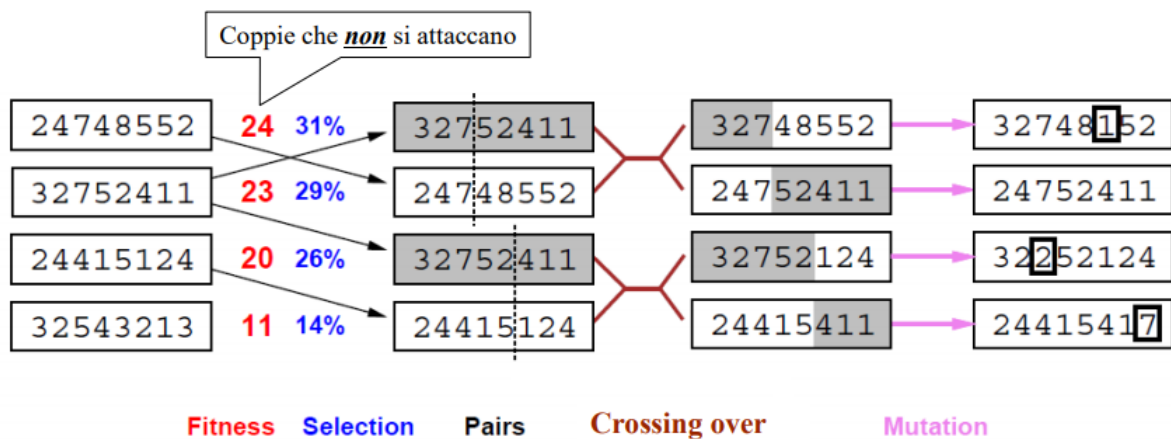 Coppie che non si attaccano
24748552 24 31% 32752411 32748552 32748152
32752411 23 29% 24748552 24752411 24752411
24415124 20 26% 32752411 32752124 32252124
32543213 11 14% 24415124 24415411 24415417
Fitness Selection Pairs Crossing over Mutation